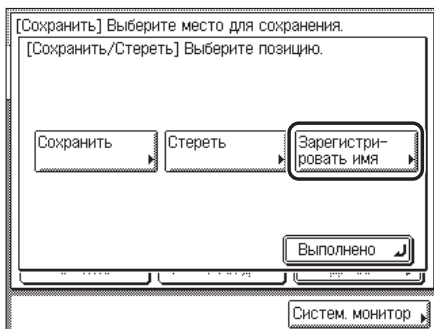 [Сохранить] Выберите место для сохранения.
[Сохранить/Стереть] Выберите позицию.
Сохранить
Стереть
Зарегистри-
ровать имя
Выполнено
Систем. монитор